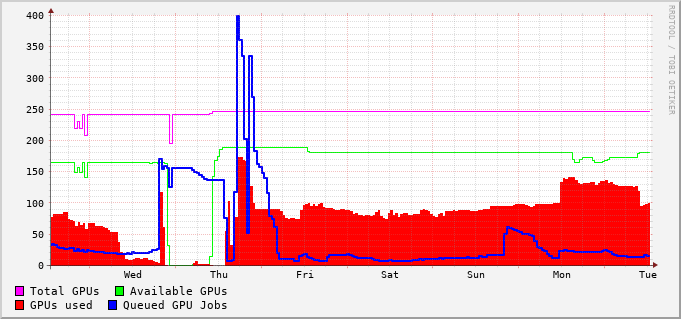 400
350
300
250
200
150
100
50
0
Wed Thu Fri Sat Sun Mon Tue
Total GPUs Available GPUs
GPUs used Queued GPU Jobs
RRDTOOL / TOBI OETIKER